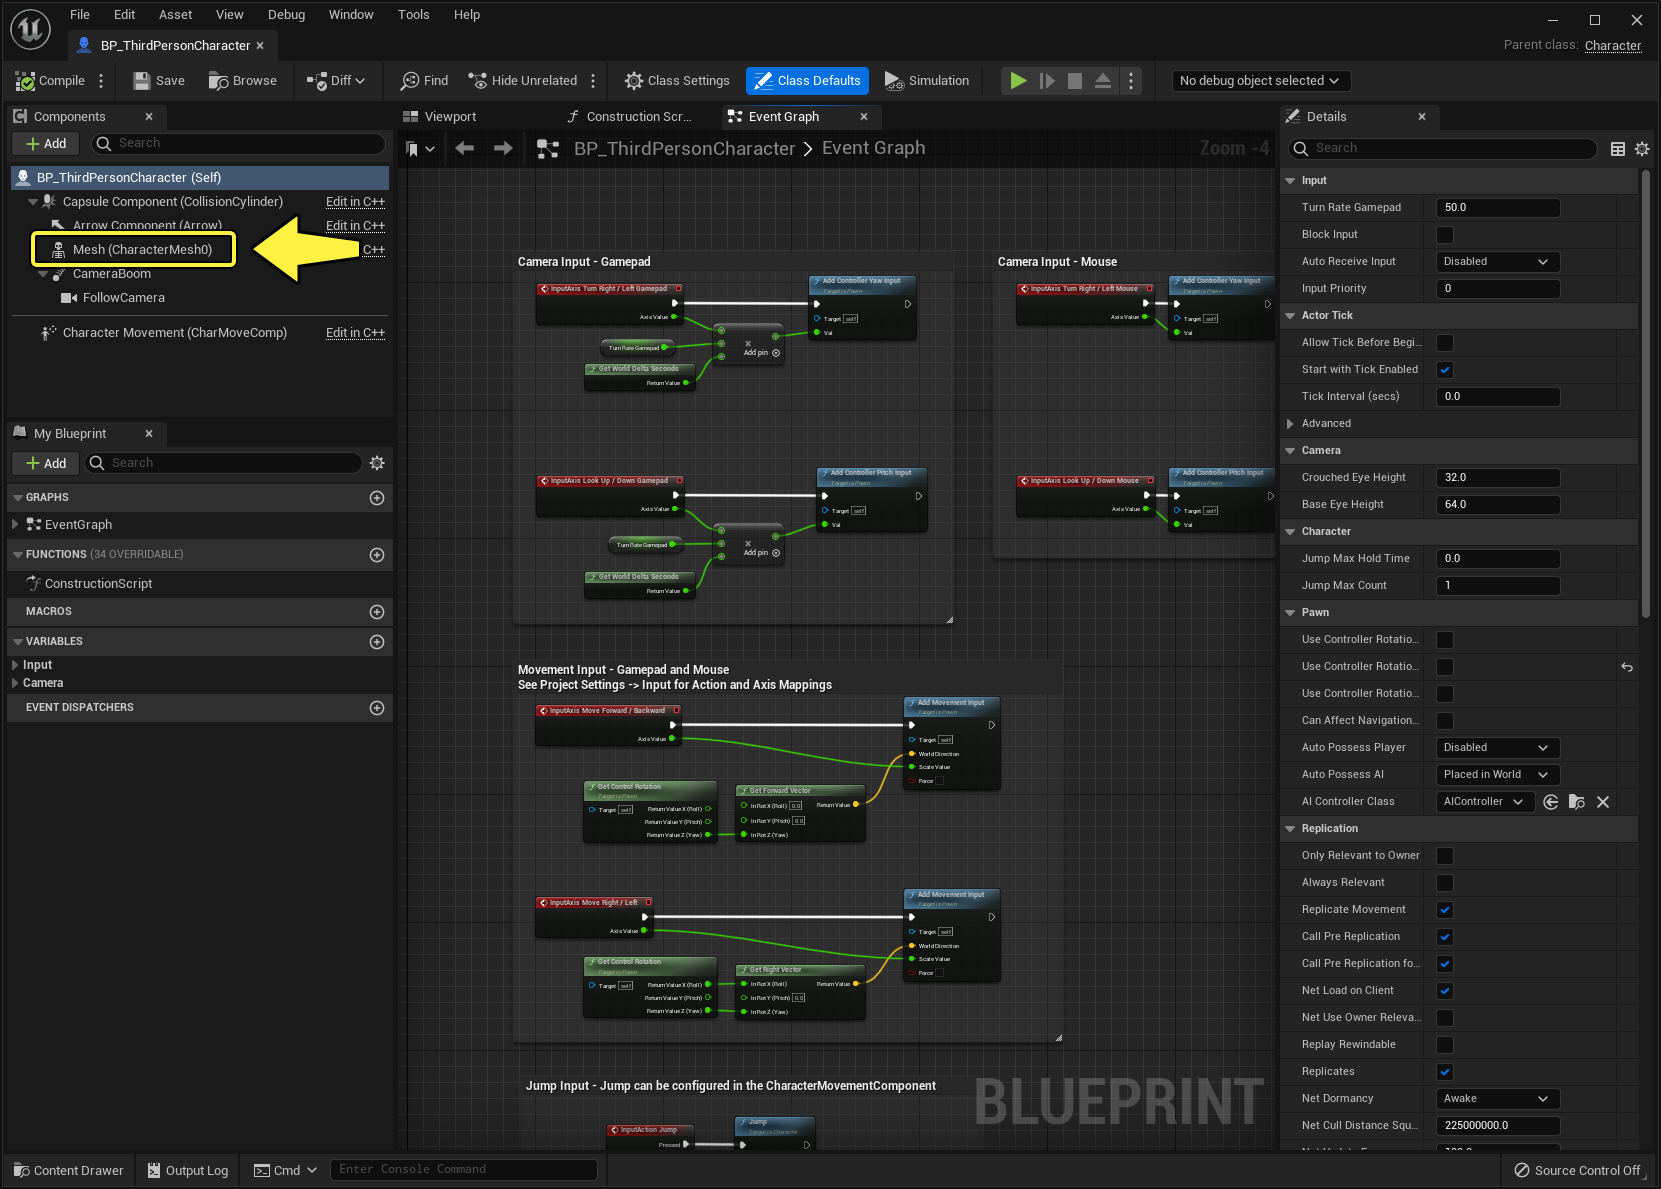 File Edit Asset View Debug Window Tools Help
BP_ThirdPersonCharacter
Parent class: Character
Compile Save Browse Diff Find Hide Unrelated Class Settings Class Defaults Simulation No debug object selected
Components
Add Search
BP_ThirdPersonCharacter (Self)
Capsule Component (CollisionCylinder) Edit in C++
Arrow Component (Arrow) Edit in C++
Mesh (CharacterMesh0) C++
CameraBoom
FollowCamera
Character Movement (CharMoveComp) Edit in C++
My Blueprint
Add Search
GRAPHS
EventGraph
FUNCTIONS (34 OVERRIDABLE)
ConstructionScript
MACROS
VARIABLES
Input
Camera
EVENT DISPATCHERS
Viewport Construction Scr... Event Graph
BP_ThirdPersonCharacter > Event Graph Zoom -4
Camera Input - Gamepad
InputAxis Turn Right / Left Gamepad
Axis Value
Turn Rate Gamepad
Get World Delta Seconds
Return Value
Add pin
Add Controller Yaw Input
Target is Pawn
Target self
Val
InputAxis Look Up / Down Gamepad
Axis Value
Turn Rate Gamepad
Get World Delta Seconds
Return Value
Add pin
Add Controller Pitch Input
Target is Pawn
Target self
Val
Camera Input - Mouse
InputAxis Turn Right / Left Mouse
Axis Value
Add Controller Yaw Input
Target is Pawn
Target self
Val
InputAxis Look Up / Down Mouse
Axis Value
Add Controller Pitch Input
Target is Pawn
Target self
Val
Movement Input - Gamepad and Mouse
See Project Settings -> Input for Action and Axis Mappings
InputAxis Move Forward / Backward
Axis Value
Get Control Rotation
Target is Pawn
Target self
Return Value X (Roll)
Return Value Y (Pitch)
Return Value Z (Yaw)
Get Forward Vector
In Rot X (Roll) 0.0 Return Value
In Rot Y (Pitch) 0.0
In Rot Z (Yaw)
Add Movement Input
Target is Pawn
Target self
World Direction
Scale Value
Force
InputAxis Move Right / Left
Axis Value
Get Control Rotation
Target is Pawn
Target self
Return Value X (Roll)
Return Value Y (Pitch)
Return Value Z (Yaw)
Get Right Vector
In Rot X (Roll) Return Value
In Rot Y (Pitch) 0.0
In Rot Z (Yaw)
Add Movement Input
Target is Pawn
Target self
World Direction
Scale Value
Force
Jump Input - Jump can be configured in the CharacterMovementComponent
InputAction Jump
Pressed
Jump
Target is Character
BLUEPRINT
Details
Search
Input
Turn Rate Gamepad 50.0
Block Input
Auto Receive Input Disabled
Input Priority 0
Actor Tick
Allow Tick Before Begi...
Start with Tick Enabled
Tick Interval (secs) 0.0
Advanced
Camera
Crouched Eye Height 32.0
Base Eye Height 64.0
Character
Jump Max Hold Time 0.0
Jump Max Count 1
Pawn
Use Controller Rotatio...
Use Controller Rotatio...
Use Controller Rotatio...
Can Affect Navigation...
Auto Possess Player Disabled
Auto Possess AI Placed in World
AI Controller Class AIController
Replication
Only Relevant to Owner
Always Relevant
Replicate Movement
Call Pre Replication
Call Pre Replication fo...
Net Load on Client
Net Use Owner Releva...
Replay Rewindable
Replicates
Net Dormancy Awake
Net Cull Distance Squ... 225000000.0
Content Drawer Output Log Cmd Enter Console Command Source Control Off